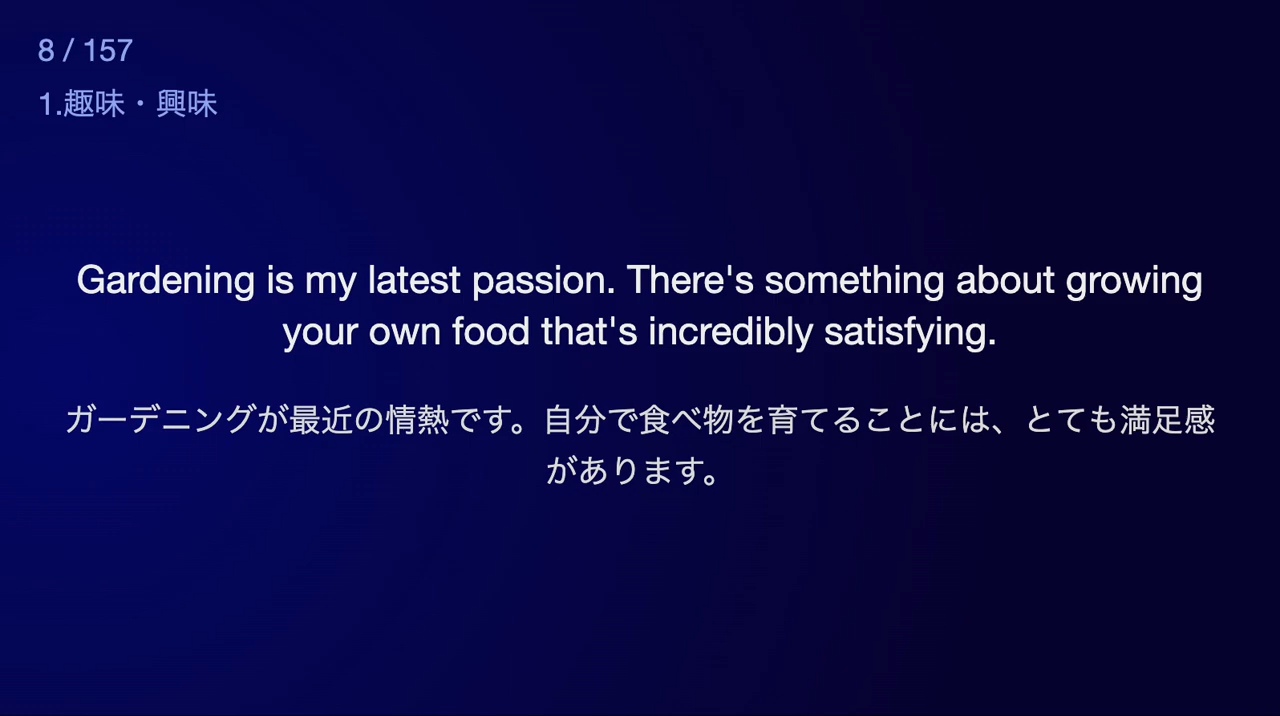 8 / 157
1.趣味・興味
Gardening is my latest passion. There's something about growing
your own food that's incredibly satisfying.
ガーデニングが最近の情熱です。自分で食べ物を育てることには、とても満足感
があります。